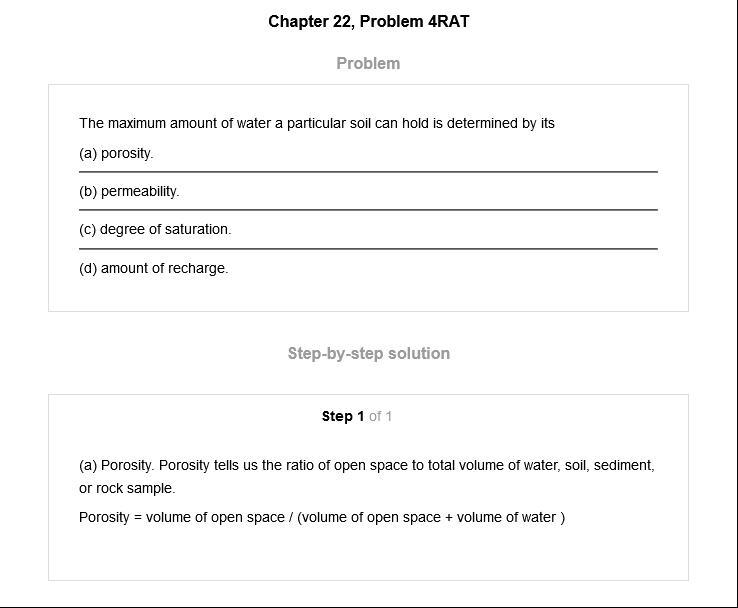 Chapter 22, Problem 4RAT
Problem
The maximum amount of water a particular soil can hold is determined by its
(a) porosity.
(b) permeability.
(c) degree of saturation.
(d) amount of recharge.
Step-by-step solution
Step 1 of 1
(a) Porosity. Porosity tells us the ratio of open space to total volume of water, soil, sediment,
or rock sample.
Porosity = volume of open space / (volume of open space + volume of water )